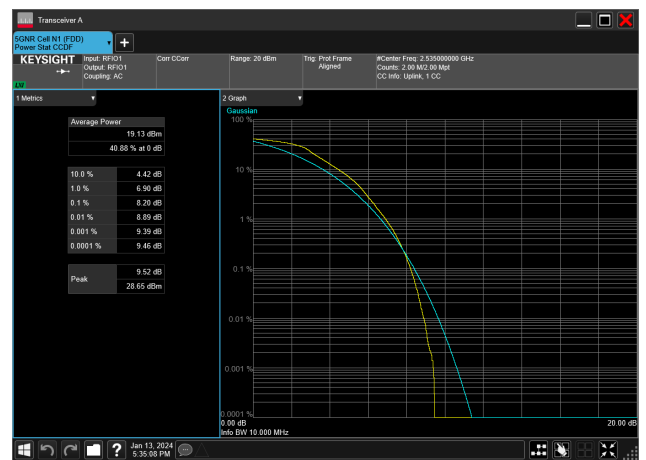 Transceiver A
5GNR Cell N1 (FDD)
Power Stat CCDF
KEYSIGHT
Input: RFIO1
Output: RFIO1
Coupling: AC
Corr CCorr
Range: 20 dBm
Trig: Prot Frame
Aligned
#Center Freq: 2.535000000 GHz
Counts: 2.00 M/2.00 Mpt
CC Info: Uplink, 1 CC
1 Metrics
Average Power
19.13 dBm
40.88 % at 0 dB
10.0 % 4.42 dB
1.0 % 6.90 dB
0.1 % 8.20 dB
0.01 % 8.89 dB
0.001 % 9.39 dB
0.0001 % 9.46 dB
Peak
9.52 dB
28.65 dBm
2 Graph
Gaussian
100 %
10 %
1 %
0.1 %
0.01 %
0.001 %
0.0001 %
0.00 dB 20.00 dB
Info BW 10.000 MHz
Jan 13, 2024
5:35:08 PM